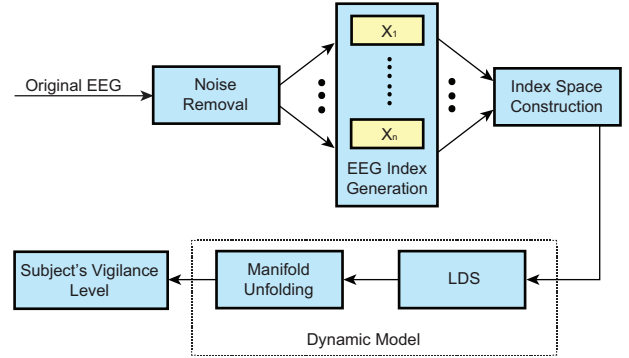 Original EEG
Noise
Removal
X1
Xn
EEG Index
Generation
Index Space
Construction
Subject's Vigilance
Level
Manifold
Unfolding
LDS
Dynamic Model